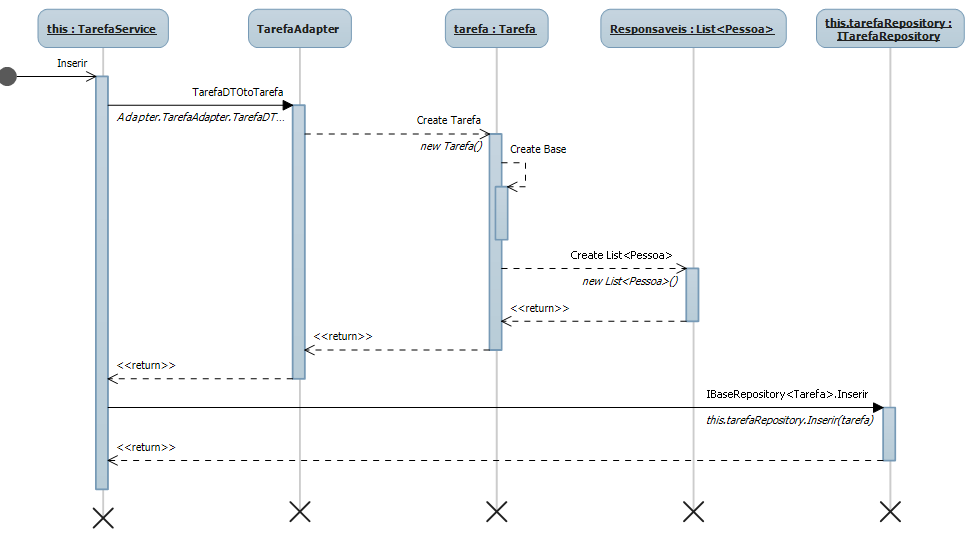 this : TarefaService
TarefaAdapter
tarefa : Tarefa
Responsaveis : List<Pessoa>
this.tarefaRepository :
ITarefaRepository
Inserir
TarefaDTOtoTarefa
Adapter.TarefaAdapter.TarefaDT...
Create Tarefa
new Tarefa()
Create Base
Create List<Pessoa>
new List<Pessoa>()
<<return>>
<<return>>
<<return>>
IBaseRepository<Tarefa>.Inserir
this.tarefaRepository.Inserir(tarefa)
<<return>>